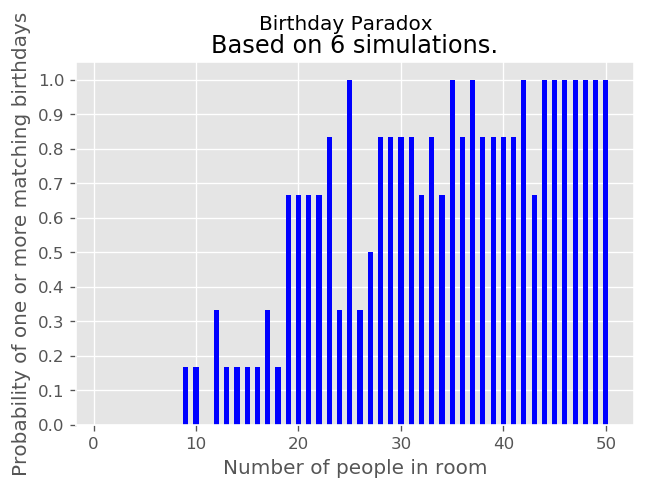 Birthday Paradox
Based on 6 simulations.
Probability of one or more matching birthdays
1.0
0.9
0.8
0.7
0.6
0.5
0.4
0.3
0.2
0.1
0.0
0 10 20 30 40 50
Number of people in room